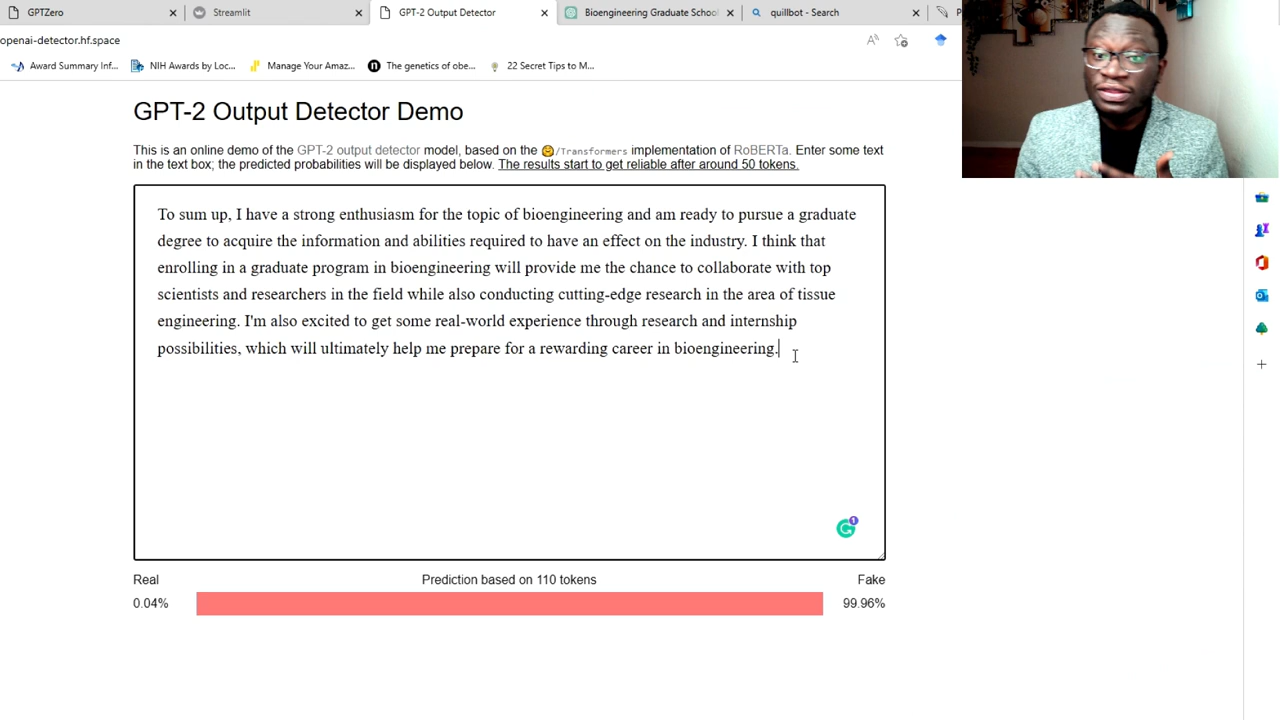 GPTZero
Streamlit
GPT-2 Output Detector
Bioengineering Graduate School
quillbot - Search
openai-detector.hf.space
Award Summary Inf...
NIH Awards by Loc...
Manage Your Amaz...
The genetics of obe...
22 Secret Tips to M...
GPT-2 Output Detector Demo
This is an online demo of the GPT-2 output detector model, based on the 🤗/Transformers implementation of RoBERTa. Enter some text
in the text box; the predicted probabilities will be displayed below. The results start to get reliable after around 50 tokens.
To sum up, I have a strong enthusiasm for the topic of bioengineering and am ready to pursue a graduate
degree to acquire the information and abilities required to have an effect on the industry. I think that
enrolling in a graduate program in bioengineering will provide me the chance to collaborate with top
scientists and researchers in the field while also conducting cutting-edge research in the area of tissue
engineering. I'm also excited to get some real-world experience through research and internship
possibilities, which will ultimately help me prepare for a rewarding career in bioengineering.
1
Real
Prediction based on 110 tokens
Fake
0.04%
99.96%